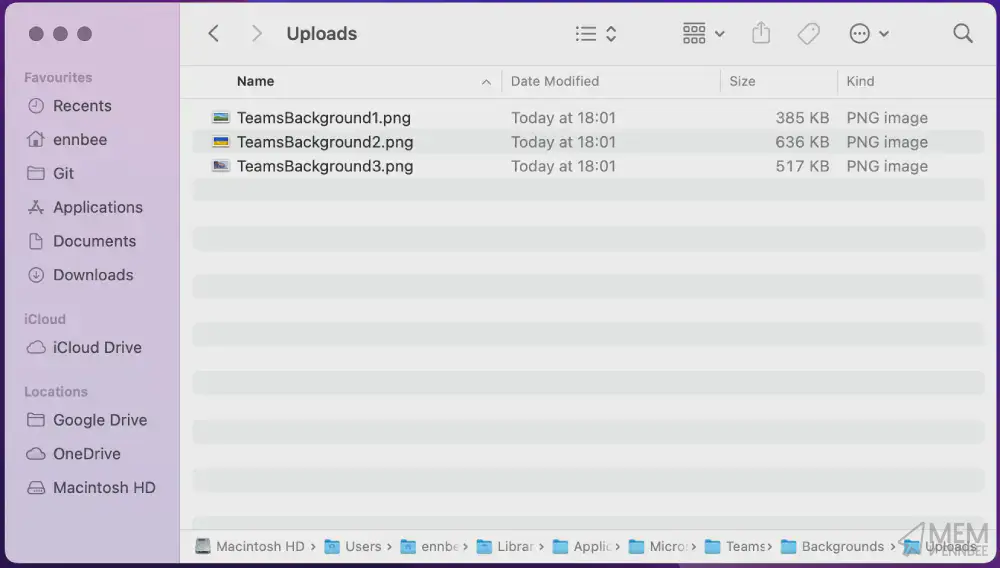 Uploads
Name Date Modified Size Kind
TeamsBackground1.png Today at 18:01 385 KB PNG image
TeamsBackground2.png Today at 18:01 636 KB PNG image
TeamsBackground3.png Today at 18:01 517 KB PNG image
Favourites
Recents
ennbee
Git
Applications
Documents
Downloads
iCloud
iCloud Drive
Locations
Google Drive
OneDrive
Macintosh HD
Macintosh HD › Users › ennbe › Librar › Applic › Micros › Teams › Backgrounds › Uploads
MEM
ENNBEE